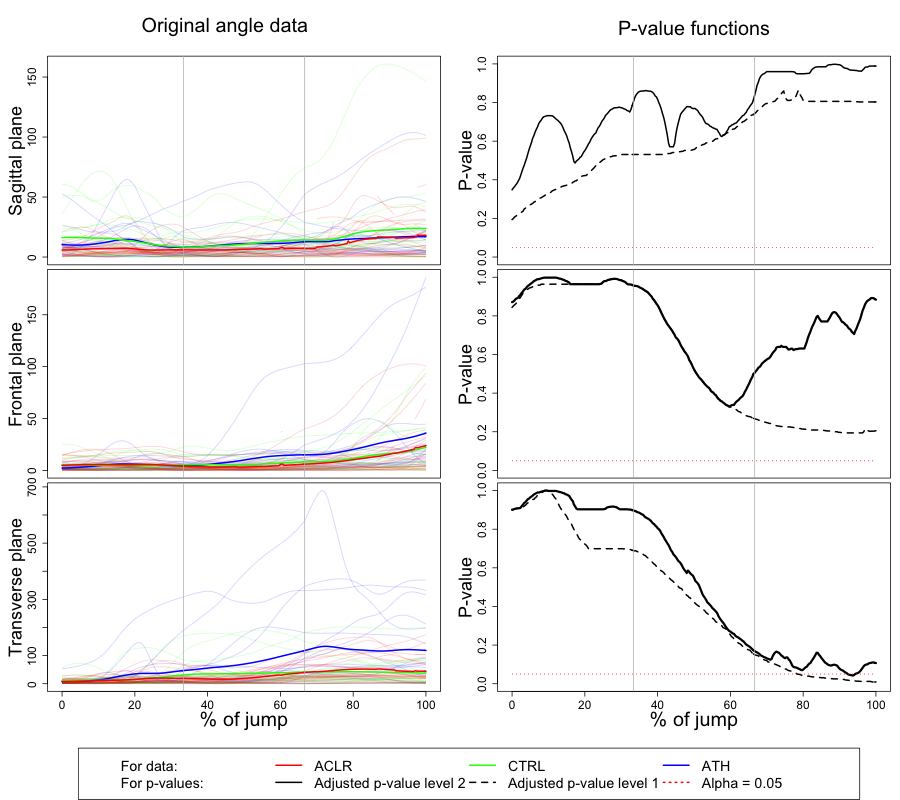 Original angle data
P-value functions
Sagittal plane
0 50 100 150
P-value
0.0 0.2 0.4 0.6 0.8 1.0
Frontal plane
0 50 100 150
P-value
0.0 0.2 0.4 0.6 0.8 1.0
Transverse plane
0 100 300 500 700
P-value
0.0 0.2 0.4 0.6 0.8 1.0
0 20 40 60 80 100
% of jump
0 20 40 60 80 100
% of jump
For data: ACLR CTRL ATH
For p-values: Adjusted p-value level 2 Adjusted p-value level 1 Alpha = 0.05